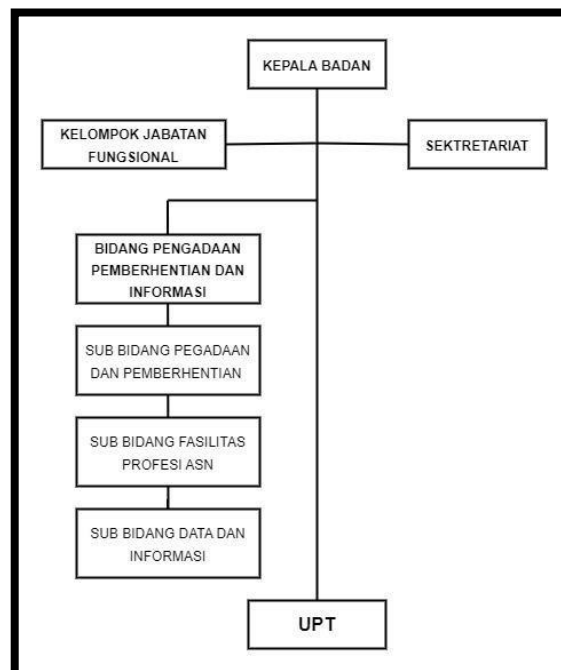 KEPALA BADAN
KELOMPOK JABATAN
FUNGSIONAL
SEKTRETARIAT
BIDANG PENGADAAN
PEMBERHENTIAN DAN
INFORMASI
SUB BIDANG PEGADAAN
DAN PEMBERHENTIAN
SUB BIDANG FASILITAS
PROFESI ASN
SUB BIDANG DATA DAN
INFORMASI
UPT